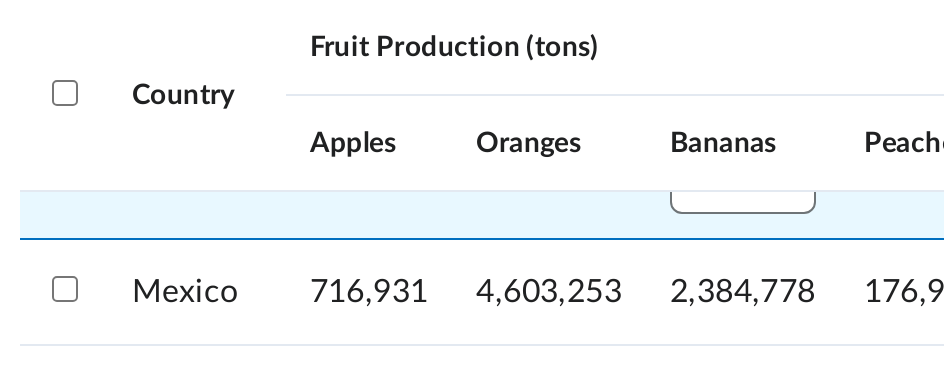 Fruit Production (tons)
Country
Apples Oranges Bananas
Mexico 716,931 4,603,253 2,384,778